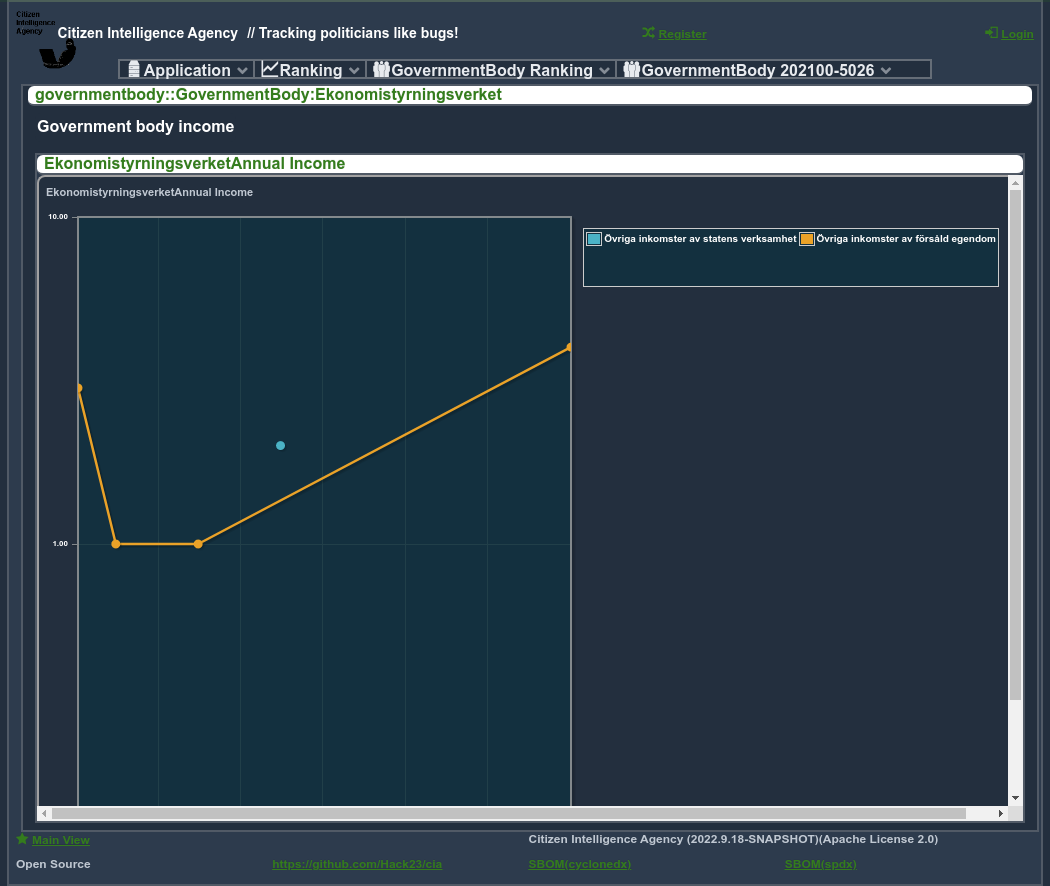 Citizen
Intelligence
Agency
Citizen Intelligence Agency // Tracking politicians like bugs!
Register
Login
Application
Ranking
GovernmentBody Ranking
GovernmentBody 202100-5026
governmentbody::GovernmentBody:Ekonomistyrningsverket
Government body income
EkonomistyrningsverketAnnual Income
EkonomistyrningsverketAnnual Income
10.00
Övriga inkomster av statens verksamhet
Övriga inkomster av försåld egendom
1.00
Main View
Citizen Intelligence Agency (2022.9.18-SNAPSHOT)(Apache License 2.0)
Open Source
https://github.com/Hack23/cia
SBOM(cyclonedx)
SBOM(spdx)